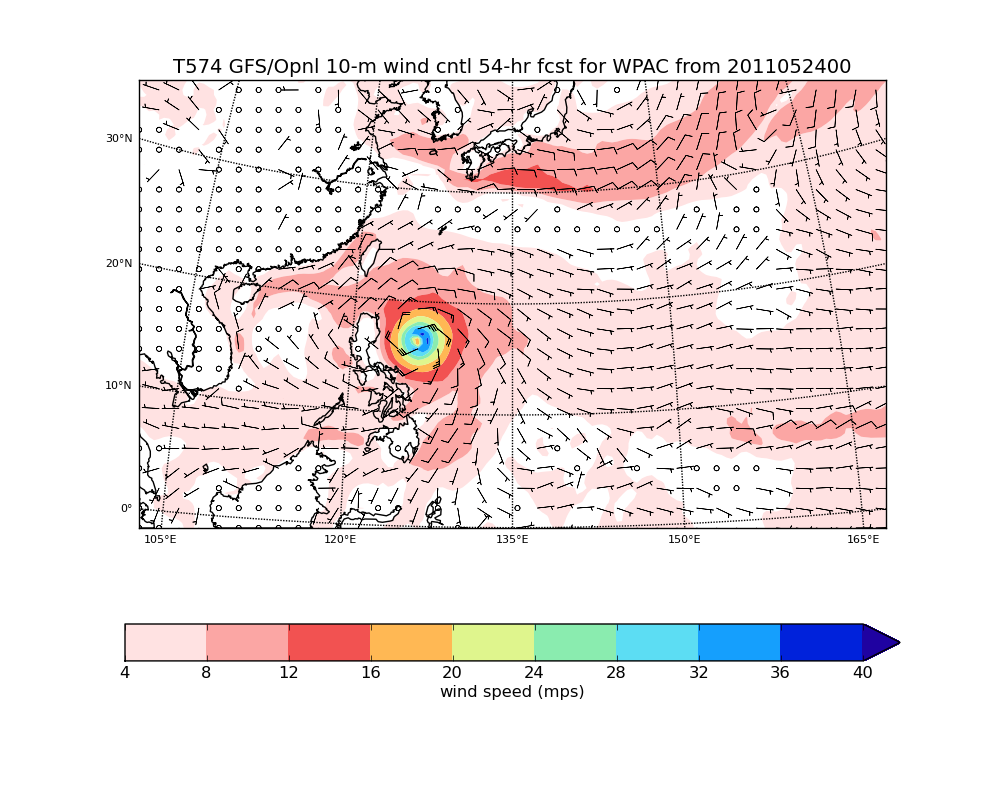 T574 GFS/Opnl 10-m wind cntl 54-hr fcst for WPAC from 2011052400
30°N
20°N
10°N
0°
105°E 120°E 135°E 150°E 165°E
4 8 12 16 20 24 28 32 36 40
wind speed (mps)